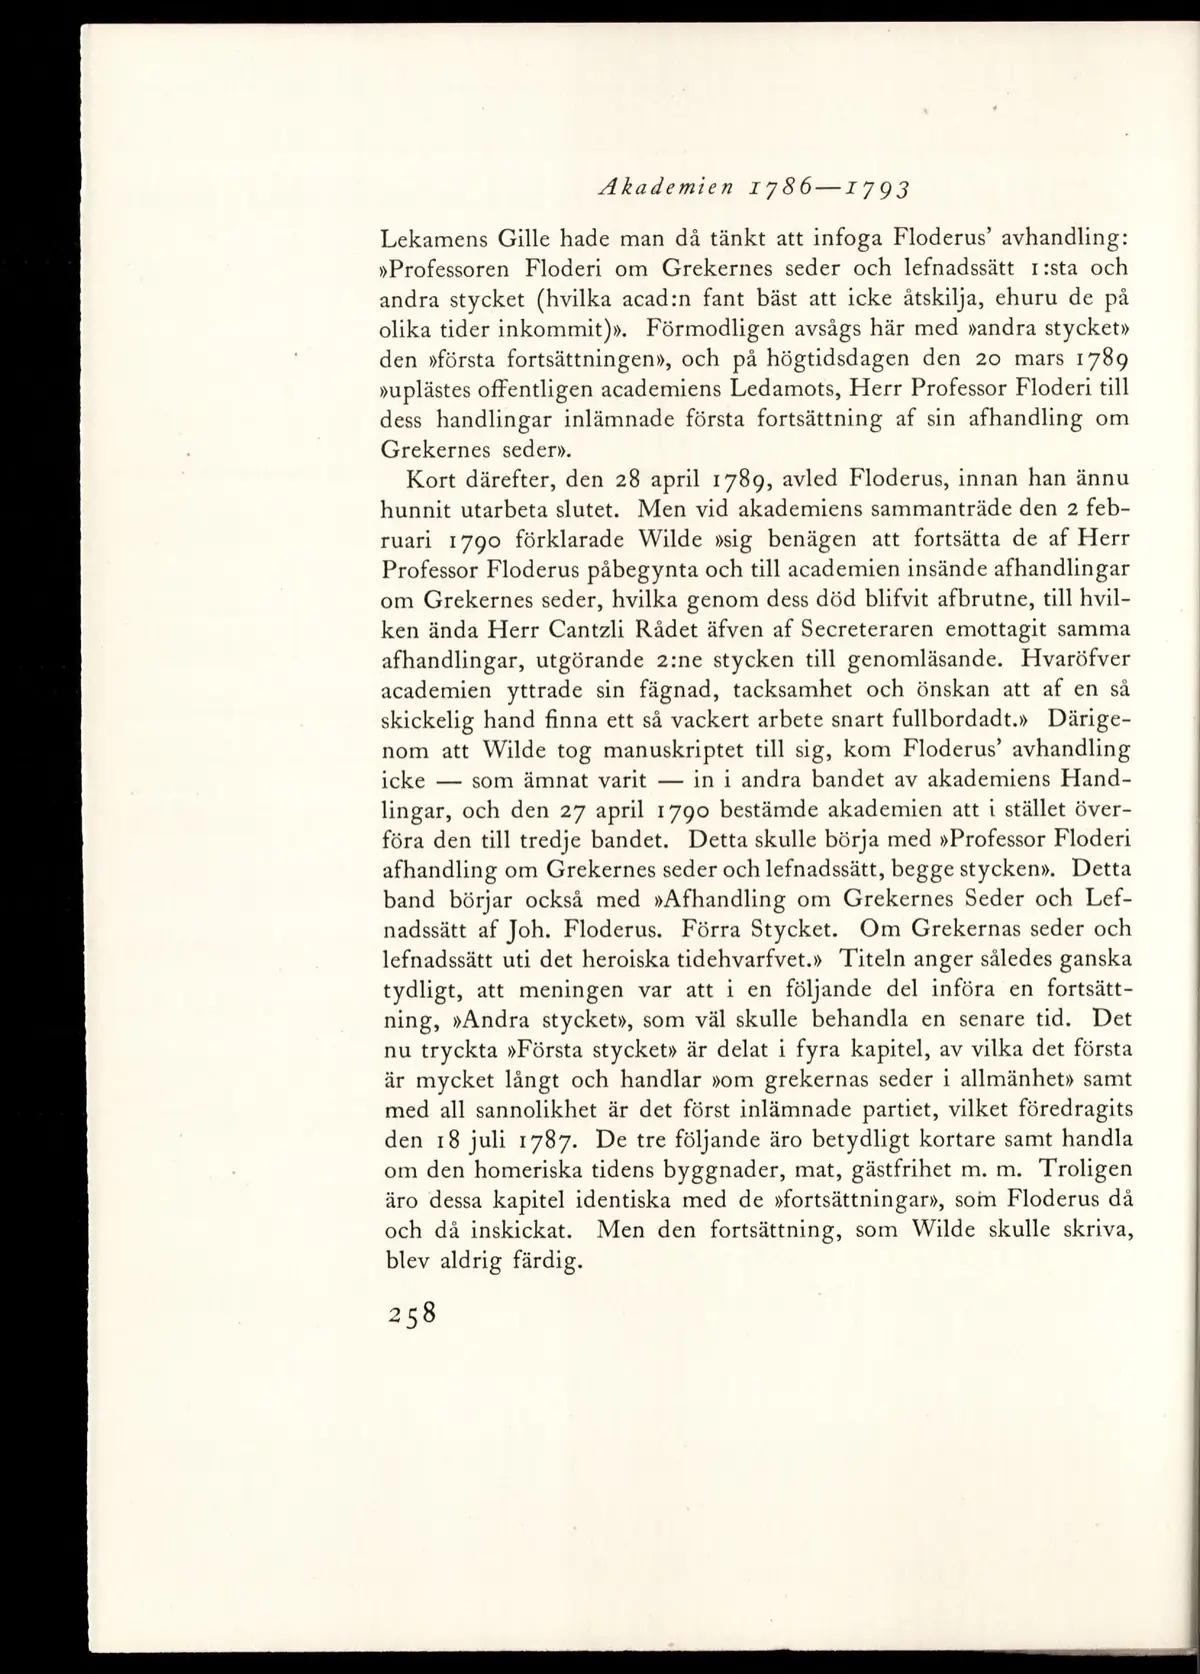 Akademien 1786—1793
Lekamens Gille hade man då tänkt att infoga Floderus’ avhandling:
»Professoren Floderi om Grekernes seder och lefnadssätt 1:sta och
andra stycket (hvilka acad:n fant bäst att icke åtskilja, ehuru de på
olika tider inkommit)». Förmodligen avsågs här med »andra stycket»
den »första fortsättningen», och på högtidsdagen den 20 mars 1789
»uplästes offentligen academiens Ledamots, Herr Professor Floderi till
dess handlingar inlämnade första fortsättning af sin afhandling om
Grekernes seder».
Kort därefter, den 28 april 1789, avled Floderus, innan han ännu
hunnit utarbeta slutet. Men vid akademiens sammanträde den 2 feb-
ruari 1790 förklarade Wilde »sig benägen att fortsätta de af Herr
Professor Floderus påbegynta och till academien insände afhandlingar
om Grekernes seder, hvilka genom dess död blifvit afbrutne, till hvil-
ken ända Herr Cantzli Rådet äfven af Secreteraren emottagit samma
afhandlingar, utgörande 2:ne stycken till genomläsande. Hvaröfver
academien yttrade sin fägnad, tacksamhet och önskan att af en så
skickelig hand finna ett så vackert arbete snart fullbordadt.» Därige-
nom att Wilde tog manuskriptet till sig, kom Floderus’ avhandling
icke — som ämnat varit — in i andra bandet av akademiens Hand-
lingar, och den 27 april 1790 bestämde akademien att i stället över-
föra den till tredje bandet. Detta skulle börja med »Professor Floderi
afhandling om Grekernes seder och lefnadssätt, begge stycken». Detta
band börjar också med »Afhandling om Grekernes Seder och Lef-
nadssätt af Joh. Floderus. Förra Stycket. Om Grekernas seder och
lefnadssätt uti det heroiska tidehvarfvet.» Titeln anger således ganska
tydligt, att meningen var att i en följande del införa en fortsätt-
ning, »Andra stycket», som väl skulle behandla en senare tid. Det
nu tryckta »Första stycket» är delat i fyra kapitel, av vilka det första
är mycket långt och handlar »om grekernas seder i allmänhet» samt
med all sannolikhet är det först inlämnade partiet, vilket föredragits
den 18 juli 1787. De tre följande äro betydligt kortare samt handla
om den homeriska tidens byggnader, mat, gästfrihet m. m. Troligen
äro dessa kapitel identiska med de »fortsättningar», som Floderus då
och då inskickat. Men den fortsättning, som Wilde skulle skriva,
blev aldrig färdig.
258